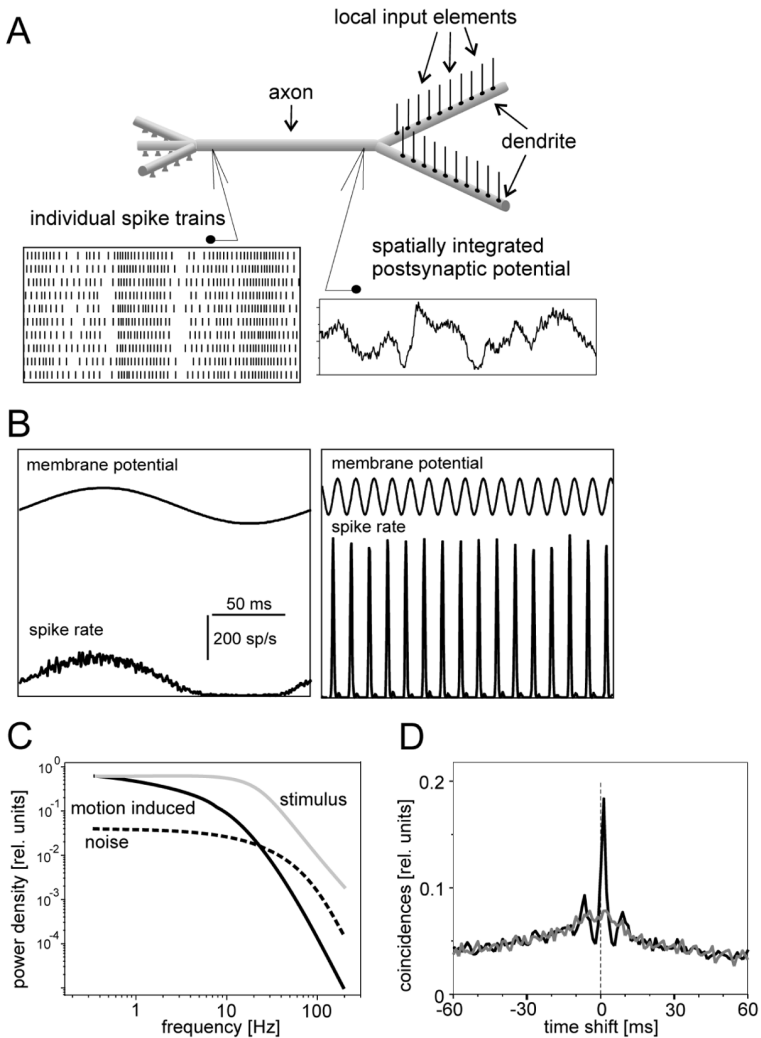 A
local input elements
axon
dendrite
individual spike trains
spatially integrated
postsynaptic potential
B
membrane potential
50 ms
200 sp/s
spike rate
membrane potential
spike rate
C
10^0
10^-1
10^-2
10^-3
10^-4
power density [rel. units]
stimulus
motion induced
noise
1
10
100
frequency [Hz]
D
0.2
0.1
0
coincidences [rel. units]
-60
-30
0
30
60
time shift [ms]